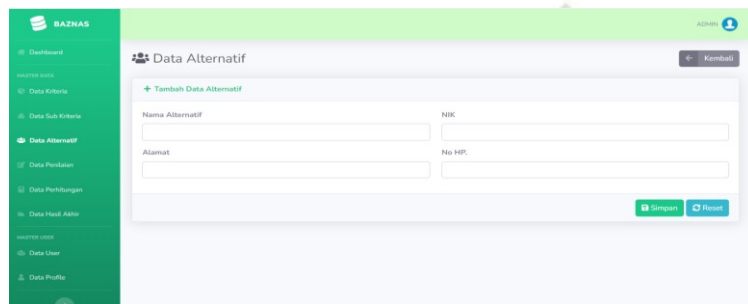 BAZNAS
ADMIN
Dashboard
MASTER DATA
Data Kriteria
Data Sub Kriteria
Data Alternatif
Data Penilaian
Data Perhitungan
Data Hasil Akhir
MASTER USER
Data User
Data Profile
Data Alternatif
← Kembali
+ Tambah Data Alternatif
Nama Alternatif
NIK
Alamat
No HP.
Simpan
Reset